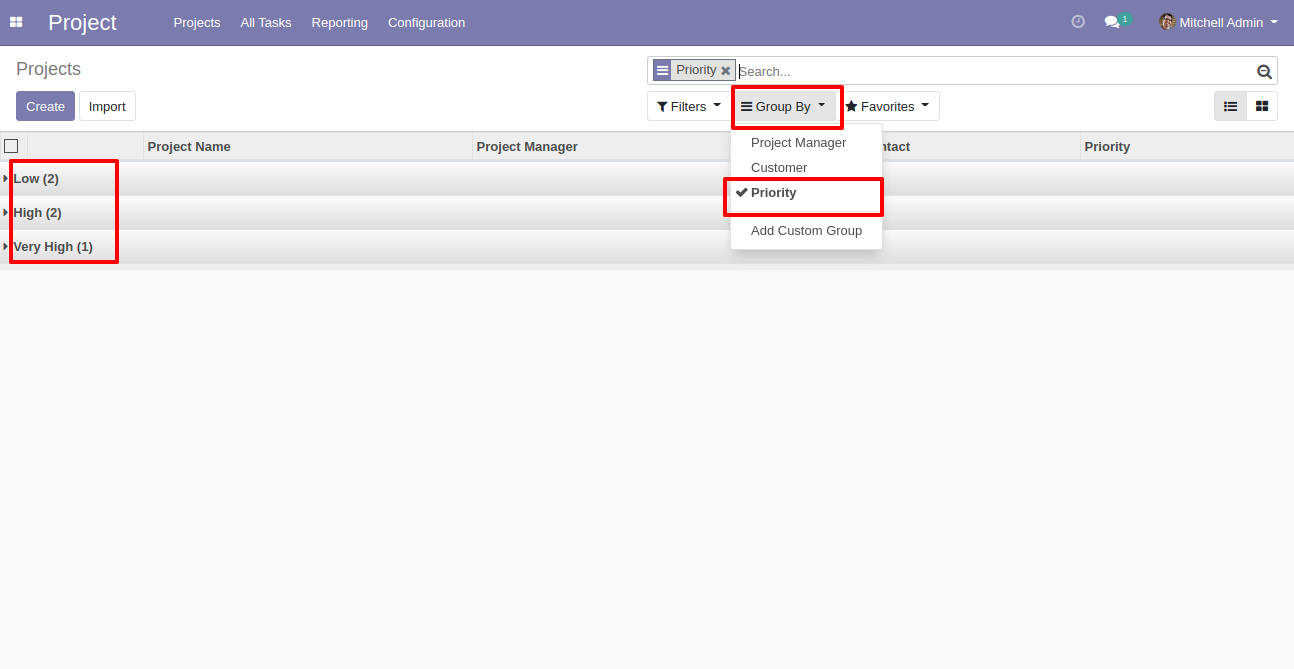 Project Projects All Tasks Reporting Configuration 1 Mitchell Admin
Projects
Priority Search...
Create Import
Filters Group By Favorites
Project Name Project Manager ntact Priority
Project Manager
Customer
Priority
Add Custom Group
Low (2)
High (2)
Very High (1)